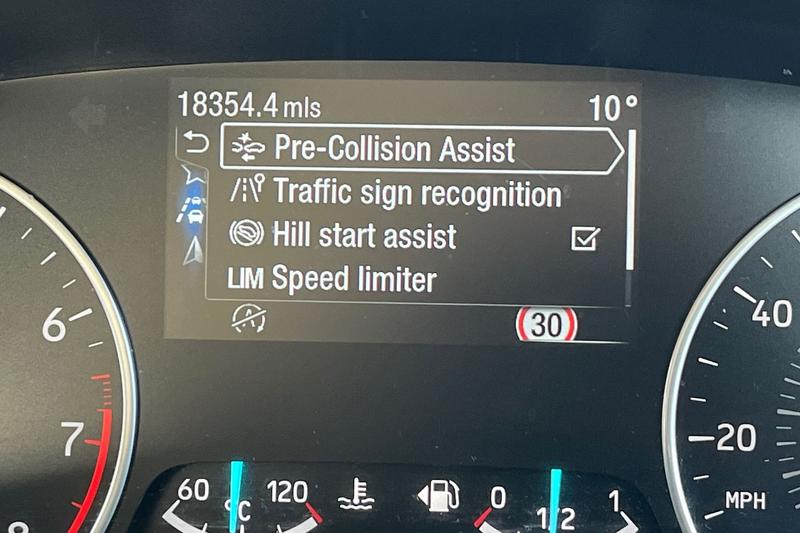 18354.4 mls 10°
Pre-Collision Assist
Traffic sign recognition
Hill start assist
LIM Speed limiter
A 30
6
7
8
40
20
MPH
60 °C 120
0 1/2 1